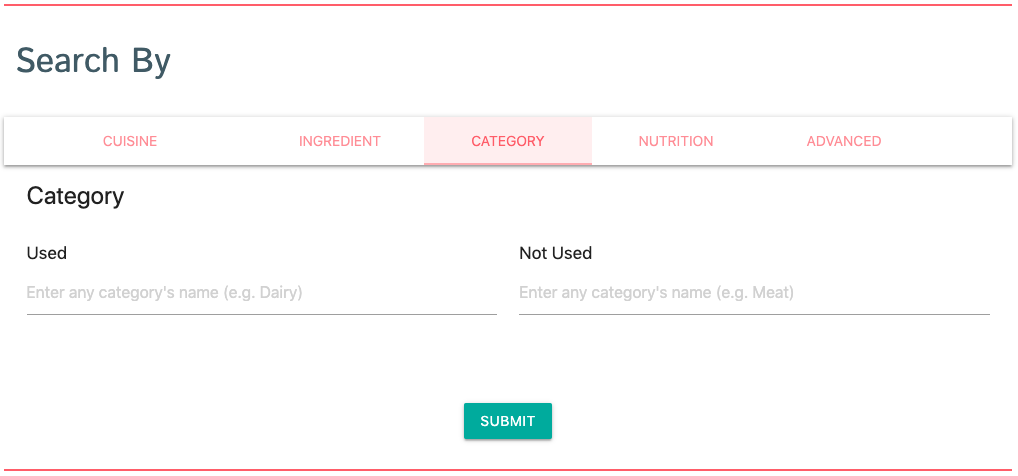 Search By
CUISINE INGREDIENT CATEGORY NUTRITION ADVANCED
Category
Used Not Used
Enter any category's name (e.g. Dairy) Enter any category's name (e.g. Meat)
SUBMIT